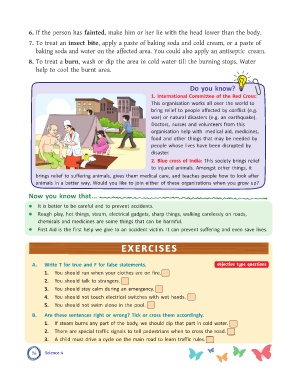 6. If the person has fainted, make him or her lie with the head lower than the body.
7. To treat an insect bite, apply a paste of baking soda and cold cream, or a paste of
baking soda and water on the affected area. You could also apply an antiseptic cream.
8. To treat a burn, wash or dip the area in cold water till the burning stops. Water
help to cool the burnt area.
Do you know?
1. International Committee of the Red Cross:
This organisation works all over the world to
bring relief to people affected by conflict (e.g.
war) or natural disasters (e.g. an earthquake).
Doctors, nurses and volunteers from this
organisation help with medical aid, medicines,
food and other things that may be needed by
people whose lives have been disrupted by
disaster.
2. Blue cross of India: This society brings relief
to injured animals. Amongst other things, it
brings relief to suffering animals, gives them medical care, and teaches people how to look after
animals in a better way. Would you like to join either of these organisations when you grow up?
Now you know that...
It is better to be careful and to prevent accidents.
Rough play, hot things, steam, electrical gadgets, sharp things, walking carelessly on roads,
chemicals and medicines are some things that can be harmful.
First Aid is the first help we give to an accident victim. It can prevent suffering and even save lives.
EXERCISES
A. Write T for true and F for false statements.
Objective type questions
1. You should run when your clothes are on fire.
2. You should talk to strangers.
3. You should stay calm during an emergency.
4. You should not touch electrical switches with wet hands.
5. You should not swim alone in the pool.
B. Are these sentences right or wrong? Tick or cross them accordingly.
1. If steam burns any part of the body, we should dip that part in cold water.
2. There are special traffic signals to tell pedestrians when to cross the road.
3. A child must drive a cycle on the main road to learn traffic rules.
Science 4